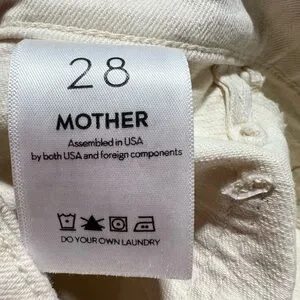 28
MOTHER
Assembled in USA
by both USA and foreign components
DO YOUR OWN LAUNDRY